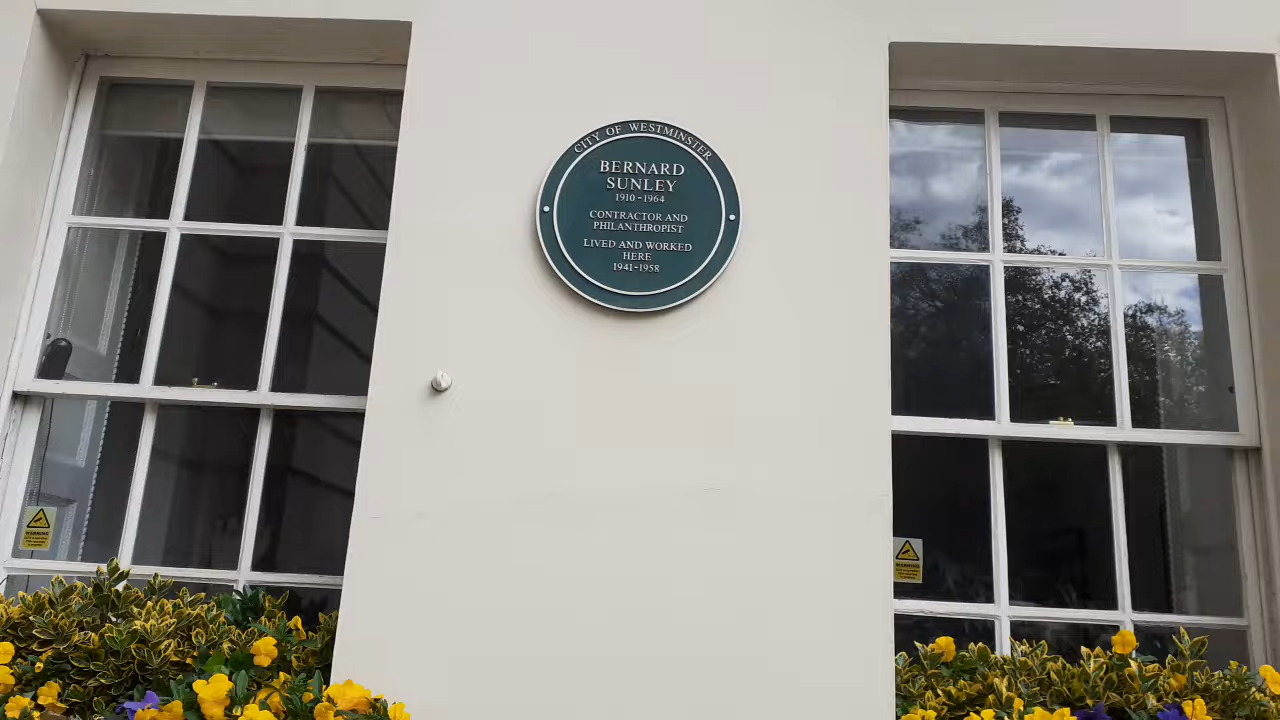 CITY OF WESTMINSTER
BERNARD
SUNLEY
1910-1964
CONTRACTOR AND
PHILANTHROPIST
LIVED AND WORKED
HERE
1941-1958
WARNING
WARNING